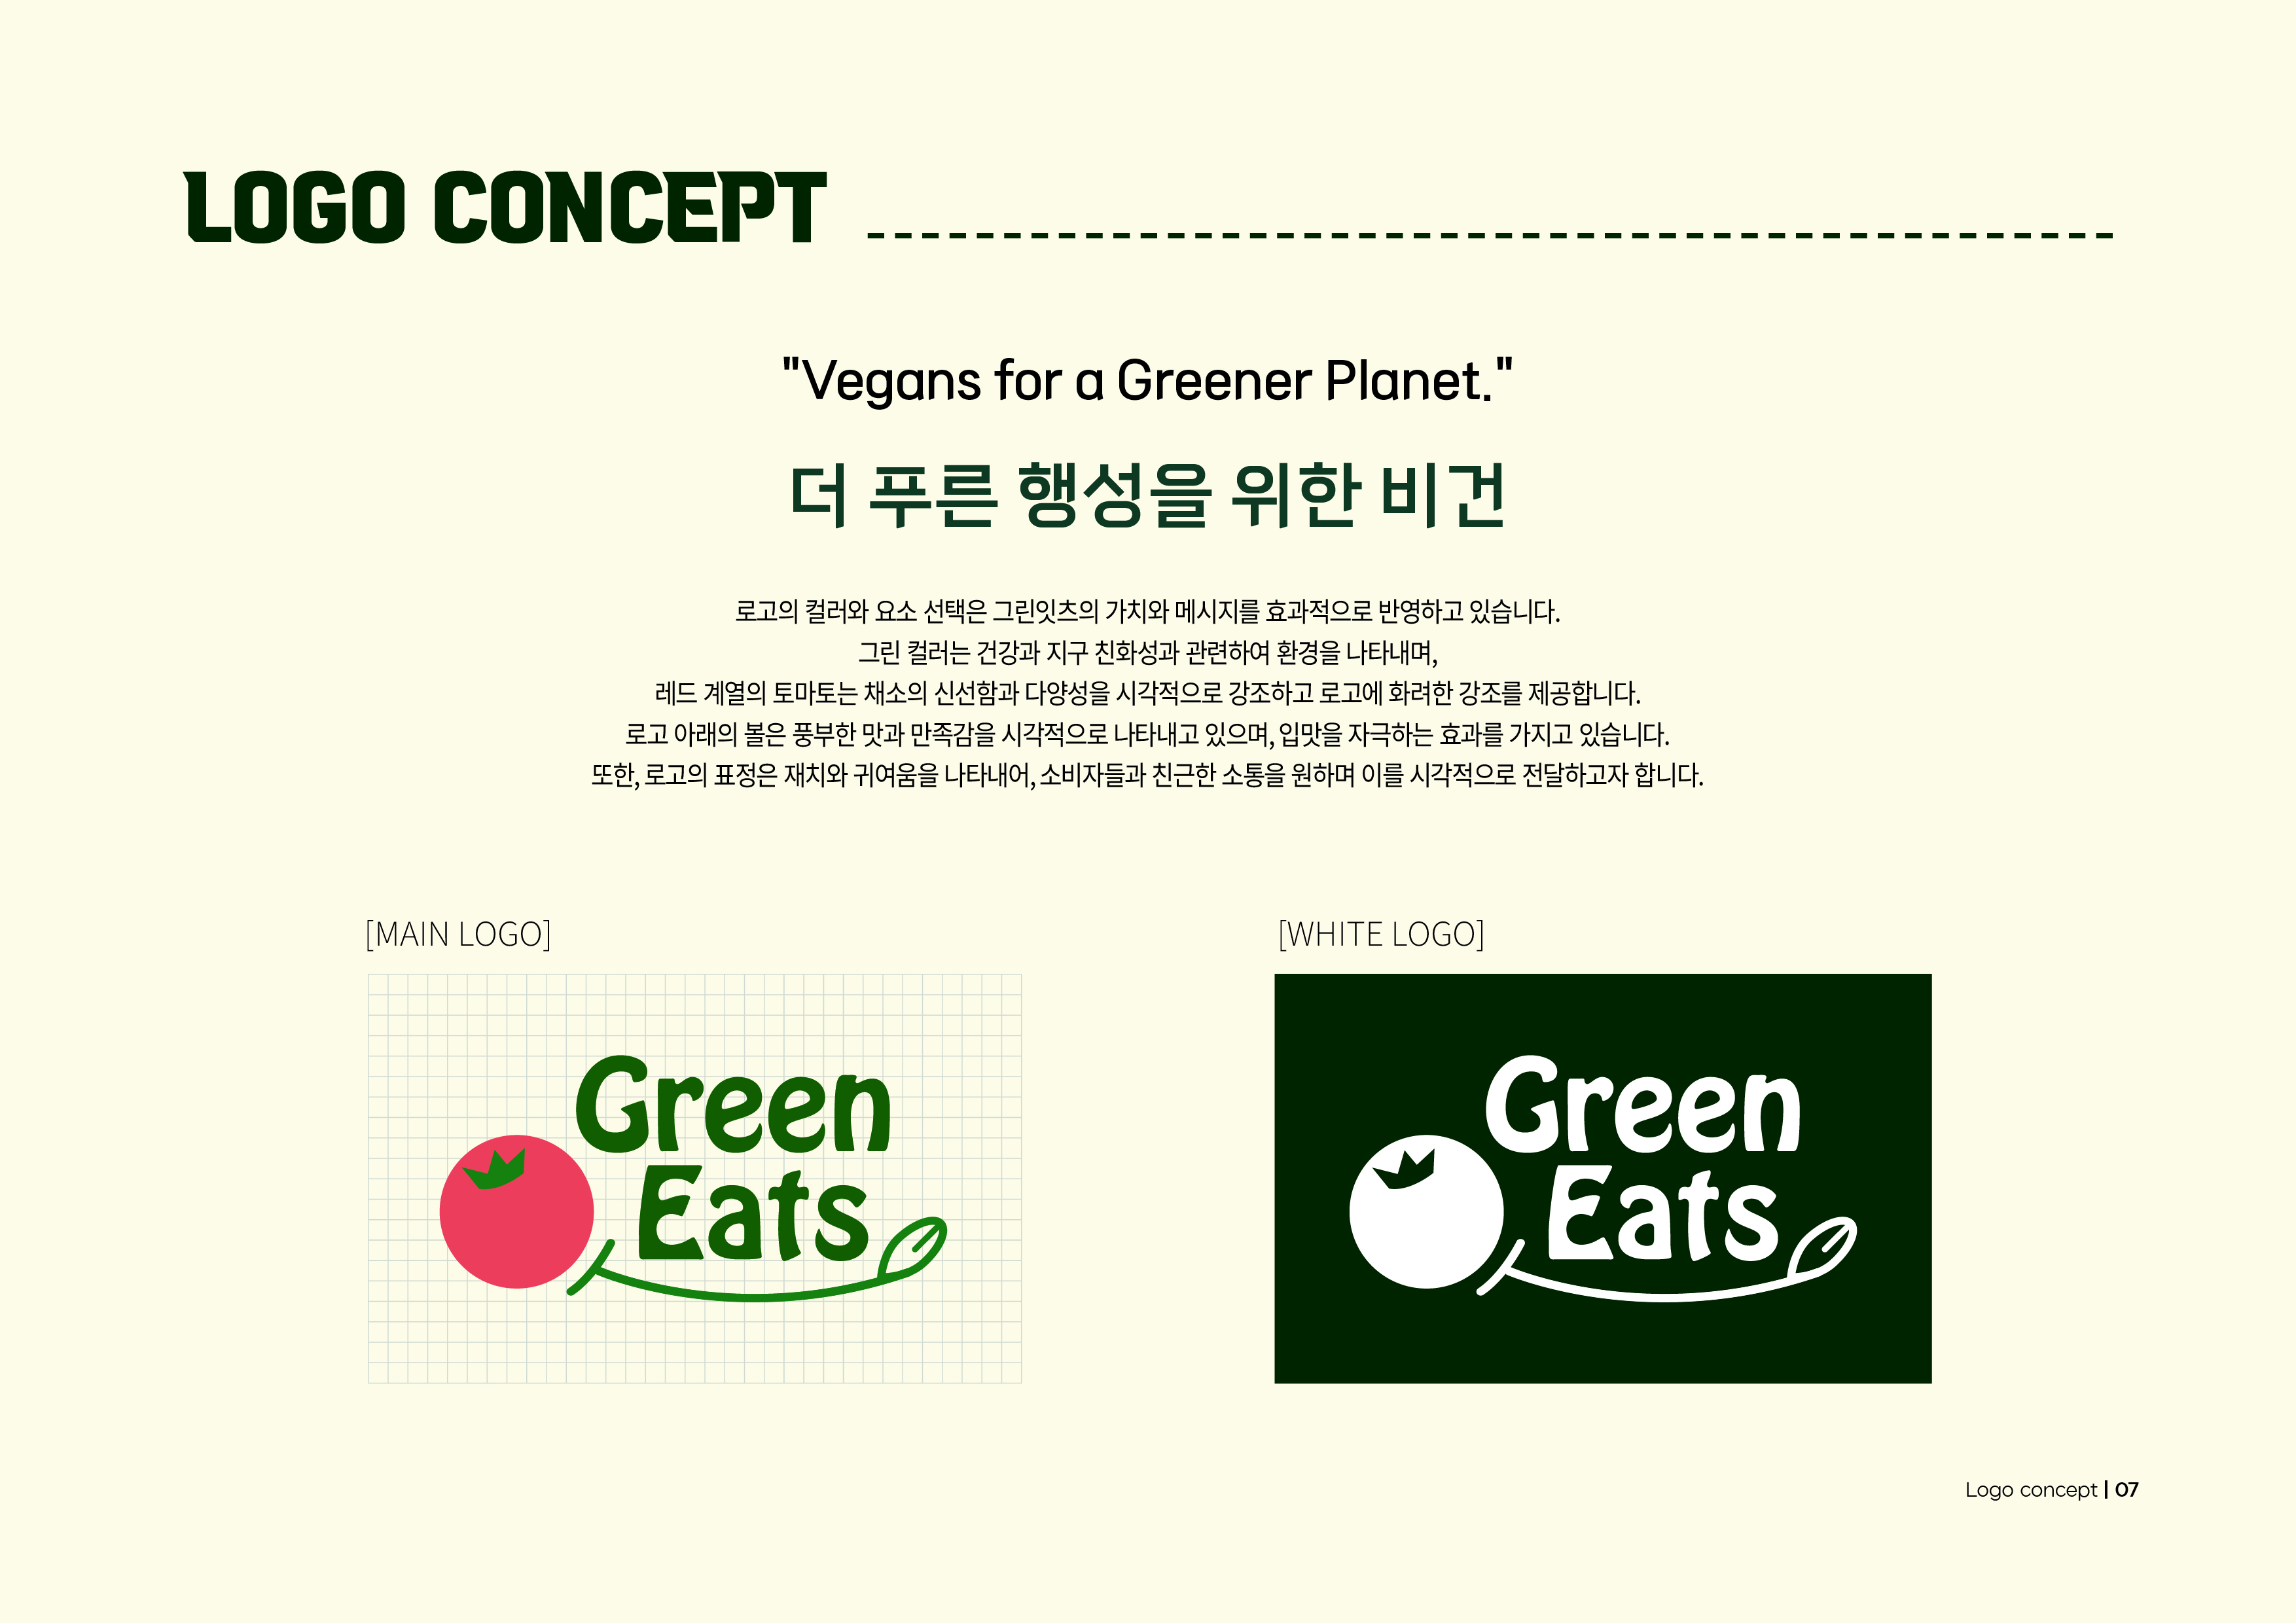 LOGO CONCEPT
"Vegans for a Greener Planet."
더 푸른 행성을 위한 비건
로고의 컬러와 요소 선택은 그린잇츠의 가치와 메시지를 효과적으로 반영하고 있습니다.
그린 컬러는 건강과 지구 친화성과 관련하여 환경을 나타내며,
레드 계열의 토마토는 채소의 신선함과 다양성을 시각적으로 강조하고 로고에 화려한 강조를 제공합니다.
로고 아래의 볼은 풍부한 맛과 만족감을 시각적으로 나타내고 있으며, 입맛을 자극하는 효과를 가지고 있습니다.
또한, 로고의 표정은 재치와 귀여움을 나타내어, 소비자들과 친근한 소통을 원하며 이를 시각적으로 전달하고자 합니다.
[MAIN LOGO]
Green
Eats
[WHITE LOGO]
Green
Eats
Logo concept | 07